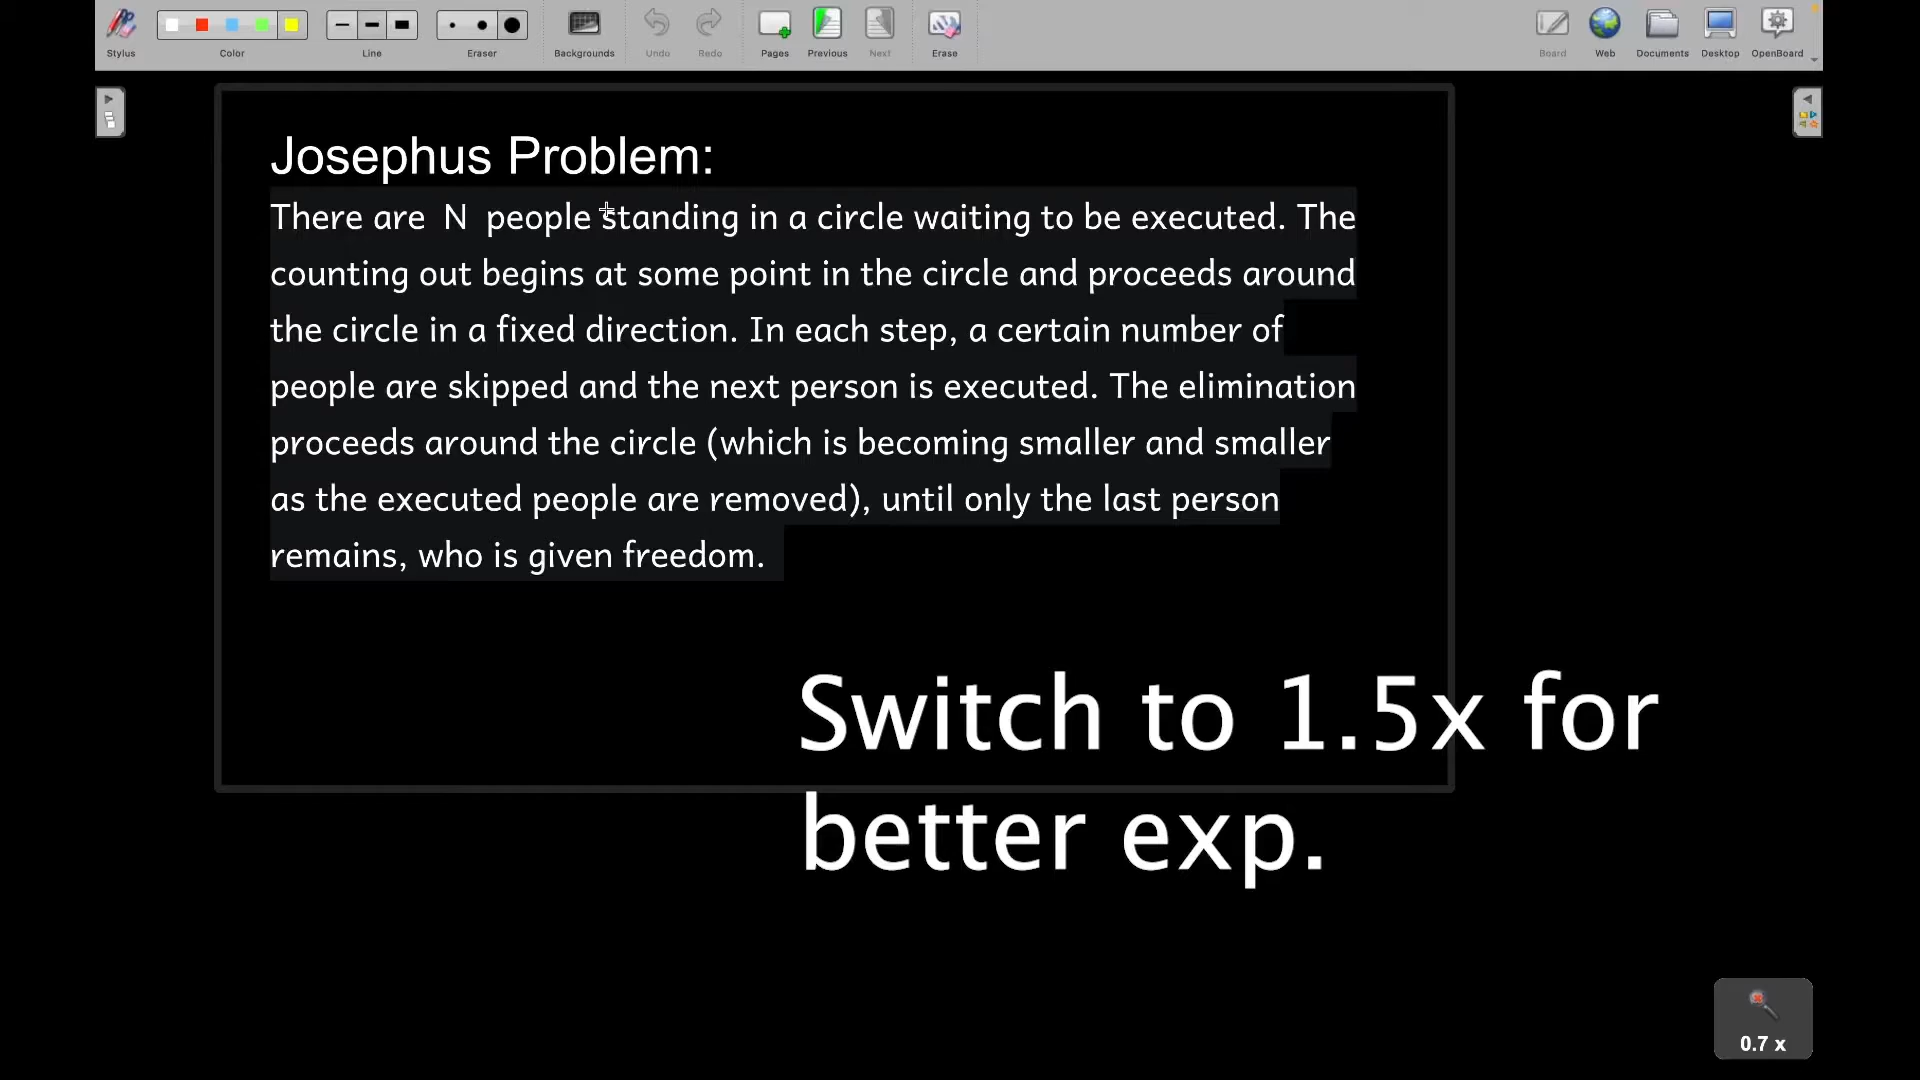 Stylus
Color
Line
Eraser
Backgrounds
Undo
Redo
Pages
Previous
Next
Erase
Board
Web
Documents
Desktop
OpenBoard
Josephus Problem:
There are N people standing in a circle waiting to be executed. The
counting out begins at some point in the circle and proceeds around
the circle in a fixed direction. In each step, a certain number of
people are skipped and the next person is executed. The elimination
proceeds around the circle (which is becoming smaller and smaller
as the executed people are removed), until only the last person
remains, who is given freedom.
Switch to 1.5x for
better exp.
0.7 x